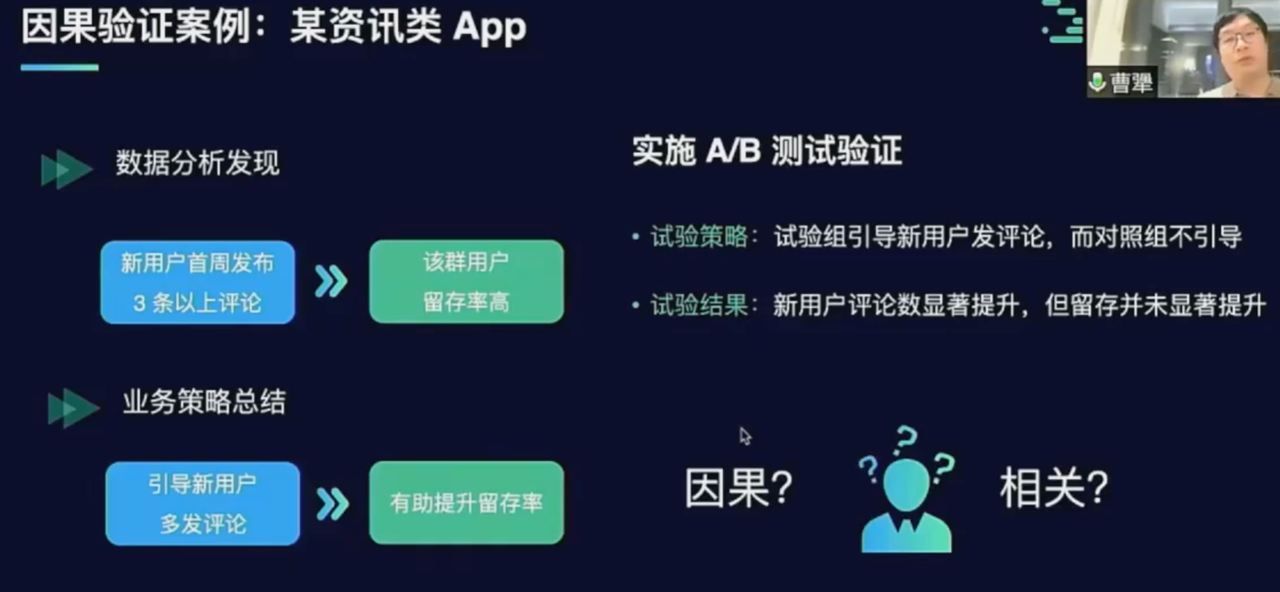 因果验证案例：某资讯类 App
曹犟
数据分析发现
新用户首周发布
3 条以上评论
该群用户
留存率高
业务策略总结
引导新用户
多发评论
有助提升留存率
实施 A/B 测试验证
• 试验策略：试验组引导新用户发评论，而对照组不引导
• 试验结果：新用户评论数显著提升，但留存并未显著提升
因果?
? ? ?
相关?